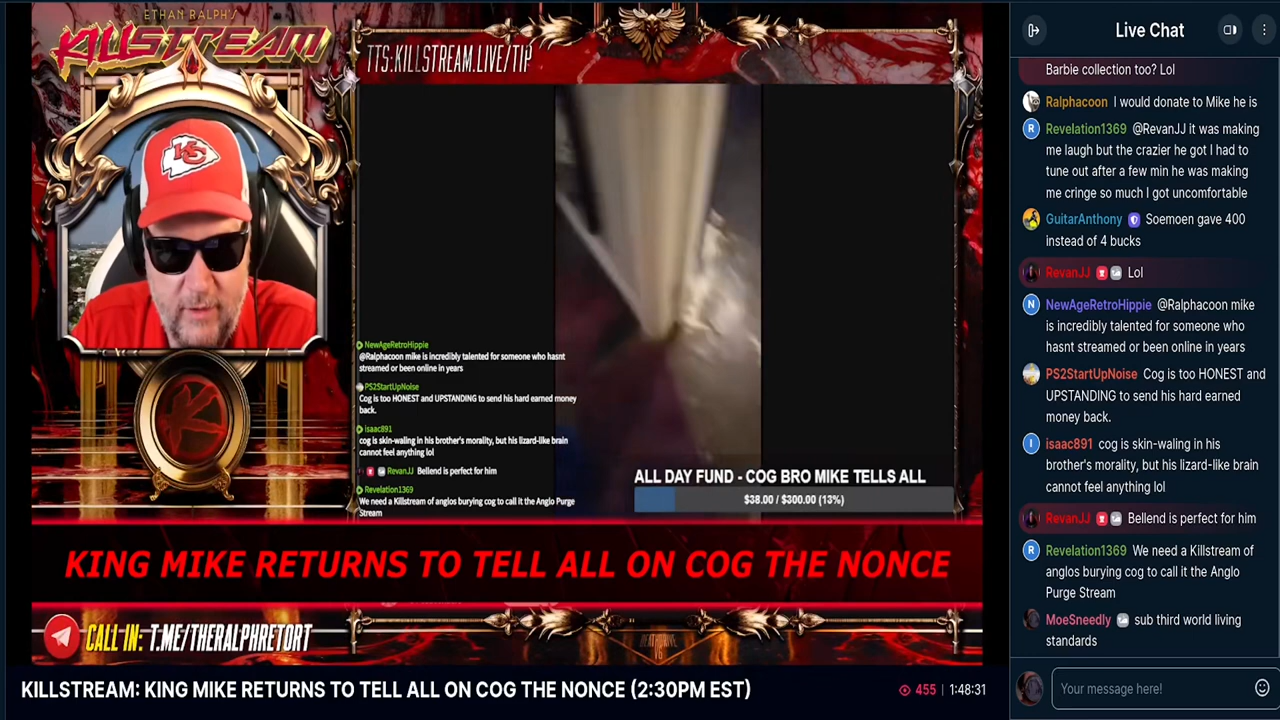 ETHAN RALPH'S
KILLSTREAM
TTS.KILLSTREAM.LIVE/TIP
KC
NewAgeRetroHippie
@Ralphacoon mike is incredibly talented for someone who hasnt
streamed or been online in years
PS2StartUpNoise
Cog is too HONEST and UPSTANDING to send his hard earned money
back.
isaac891
cog is skin-waling in his brother's morality, but his lizard-like brain
cannot feel anything lol
RevanJJ Bellend is perfect for him
Revelation1369
We need a Killstream of anglos burying cog to call it the Anglo Purge
Stream
ALL DAY FUND - COG BRO MIKE TELLS ALL
$38.00 / $300.00 (13%)
KING MIKE RETURNS TO TELL ALL ON COG THE NONCE
CALL IN: T.ME/THERALPHRETORT
KILLSTREAM: KING MIKE RETURNS TO TELL ALL ON COG THE NONCE (2:30PM EST)
455 | 1:48:31
Live Chat
Barbie collection too? Lol
Ralphacoon I would donate to Mike he is
R Revelation1369 @RevanJJ it was making
me laugh but the crazier he got I had to
tune out after a few min he was making
me cringe so much I got uncomfortable
GuitarAnthony Soemoen gave 400
instead of 4 bucks
RevanJJ Lol
N NewAgeRetroHippie @Ralphacoon mike
is incredibly talented for someone who
hasnt streamed or been online in years
PS2StartUpNoise Cog is too HONEST and
UPSTANDING to send his hard earned
money back.
I isaac891 cog is skin-waling in his
brother's morality, but his lizard-like brain
cannot feel anything lol
RevanJJ Bellend is perfect for him
R Revelation1369 We need a Killstream of
anglos burying cog to call it the Anglo
Purge Stream
MoeSneedly sub third world living
standards
Your message here!